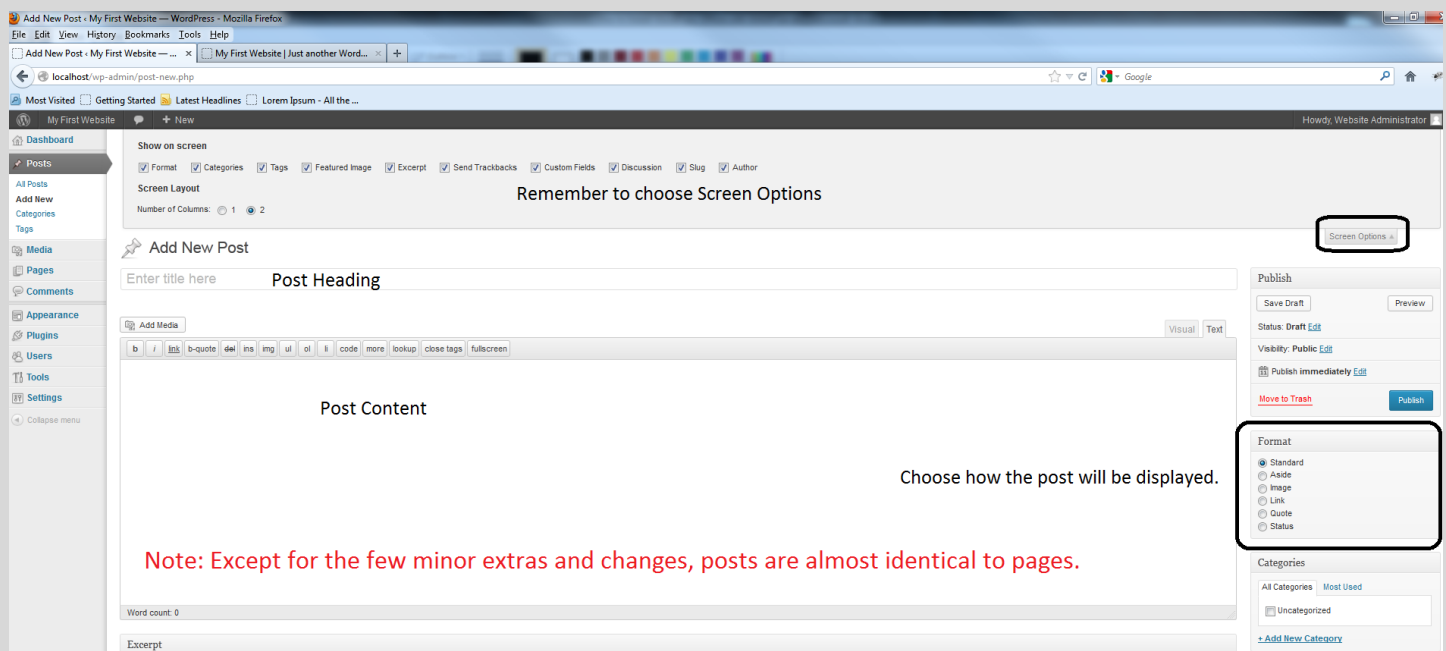 Add New Post ‹ My First Website — WordPress - Mozilla Firefox
File Edit View History Bookmarks Tools Help
Add New Post ‹ My First Website — ... × My First Website | Just another Word... × +
localhost/wp-admin/post-new.php Google
Most Visited Getting Started Latest Headlines Lorem Ipsum - All the ...
My First Website + New Howdy, Website Administrator
Dashboard
Posts
All Posts
Add New
Categories
Tags
Media
Pages
Comments
Appearance
Plugins
Users
Tools
Settings
Collapse menu
Show on screen
Format Categories Tags Featured Image Excerpt Send Trackbacks Custom Fields Discussion Slug Author
Screen Layout
Remember to choose Screen Options
Number of Columns: 1 2
Screen Options
Add New Post
Enter title here Post Heading
Add Media
Visual Text
b i link b-quote del ins img ul ol li code more lookup close tags fullscreen
Post Content
Choose how the post will be displayed.
Note: Except for the few minor extras and changes, posts are almost identical to pages.
Word count: 0
Excerpt
Publish
Save Draft Preview
Status: Draft Edit
Visibility: Public Edit
Publish immediately Edit
Move to Trash Publish
Format
Standard
Aside
Image
Link
Quote
Status
Categories
All Categories Most Used
Uncategorized
+ Add New Category